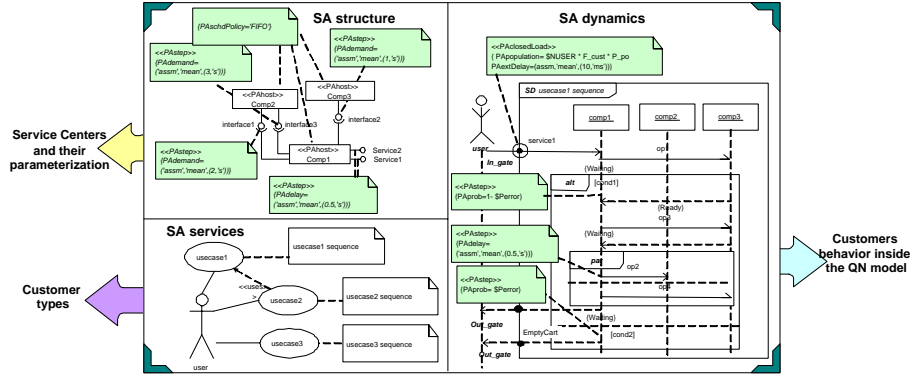 SA structure
{PAschdPolicy='FIFO'}
<<PAstep>>
{PAdemand=
('assm','mean',(3,'s'))}
<<PAstep>>
{PAdemand=
('assm','mean',(1,'s'))}
<<PAhost>>
Comp2
<<PAhost>>
Comp3
interface1
interface3
interface2
<<PAhost>>
Comp1
Service2
Service1
<<PAstep>>
{PAdemand=
('assm','mean',(2,'s'))}
<<PAstep>>
{PAdelay=
('assm','mean',(0.5,'s'))}
Service Centers
and their
parameterization
SA services
usecase1
usecase1 sequence
<<uses>
>
usecase2
usecase2 sequence
usecase3
usecase3 sequence
user
Customer
types
SA dynamics
<<PAclosedLoad>>
{ PApopulation= $NUSER * F_cust * P_po
PAextDelay=(assm,'mean',(10,'ms'))}
SD usecase1 sequence
comp1
comp2
comp3
user
service1
op
In_gate
{Waiting}
alt
[cond1]
<<PAstep>>
{PAprob=1- $Perror}
{Ready}
op3
{Waiting}
<<PAstep>>
{PAdelay=
('assm','mean',(0.5,'s'))}
par
op2
<<PAstep>>
{PAprob= $Perror}
op4
{Waiting}
Out_gate
EmptyCart
[cond2]
Out_gate
Customers
behavior inside
the QN model